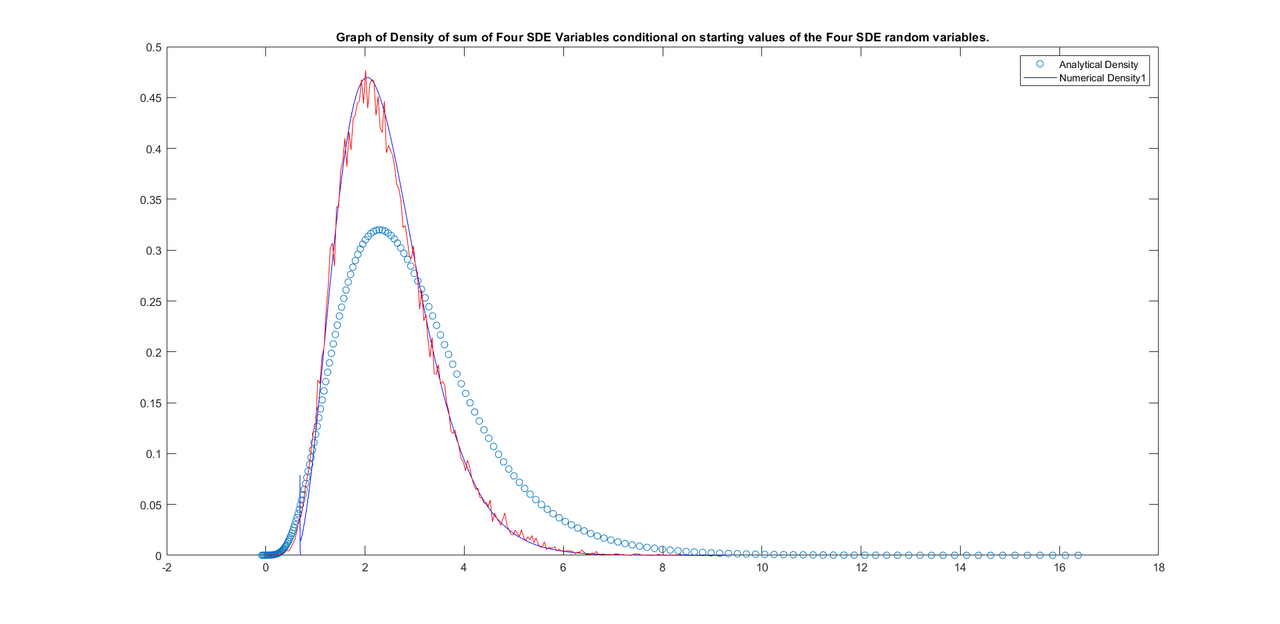 Graph of Density of sum of Four SDE Variables conditional on starting values of the Four SDE random variables.
0.5
Analytical Density
Numerical Density1
0.45
0.4
0.35
0.3
0.25
0.2
0.15
0.1
0.05
0
-2 0 2 4 6 8 10 12 14 16 18